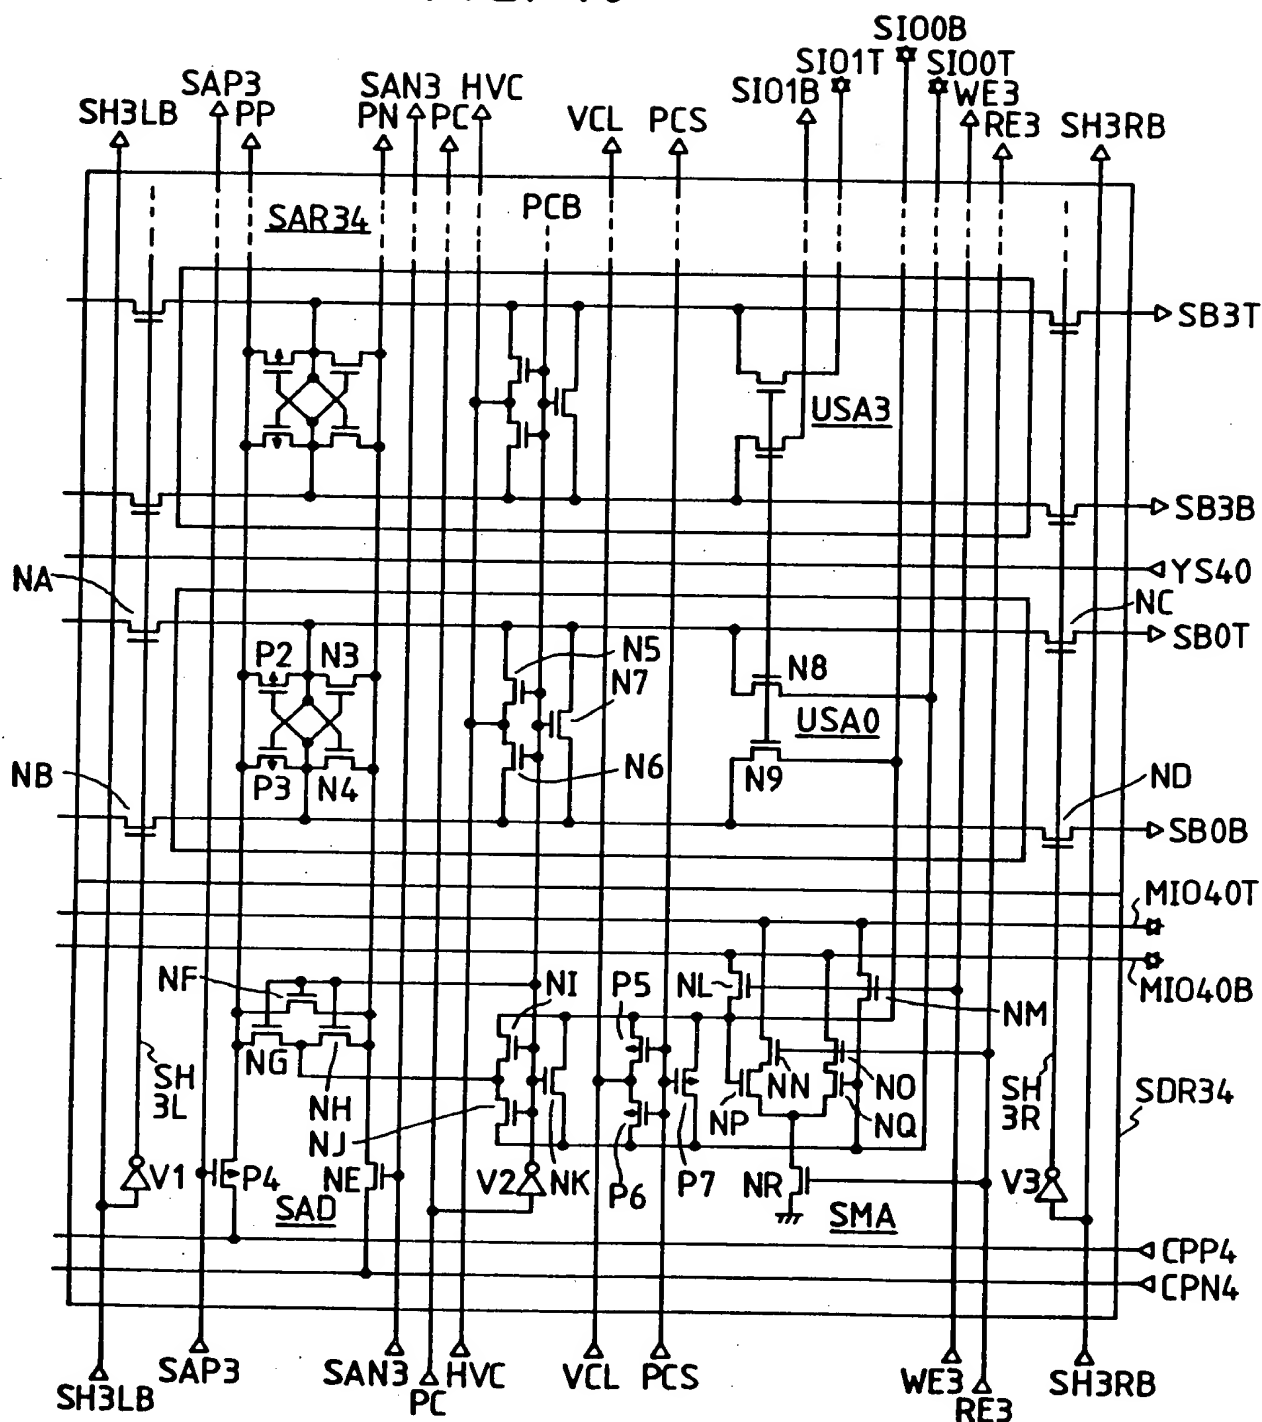 SIO0B
SIO1T
SIO0T
SAP3
SAN3
HVC
SIO1B
WE3
SH3LB
PP
PN
PC
VCL
PCS
RE3
SH3RB
SAR34
PCB
SB3T
USA3
SB3B
YS40
NA
NC
SB0T
P2
N3
N5
N8
N7
USA0
NB
P3
N4
N6
N9
ND
SB0B
MIO40T
NF
NI
P5
NL
MIO40B
NM
NG
NN
NO
SH
3L
NH
NP
NQ
SH
3R
SDR34
NJ
V1
P4
NE
V2
NK
P6
P7
NR
V3
SAD
SMA
CPP4
CPN4
SH3LB
SAP3
SAN3
PC
HVC
VCL
PCS
WE3
RE3
SH3RB